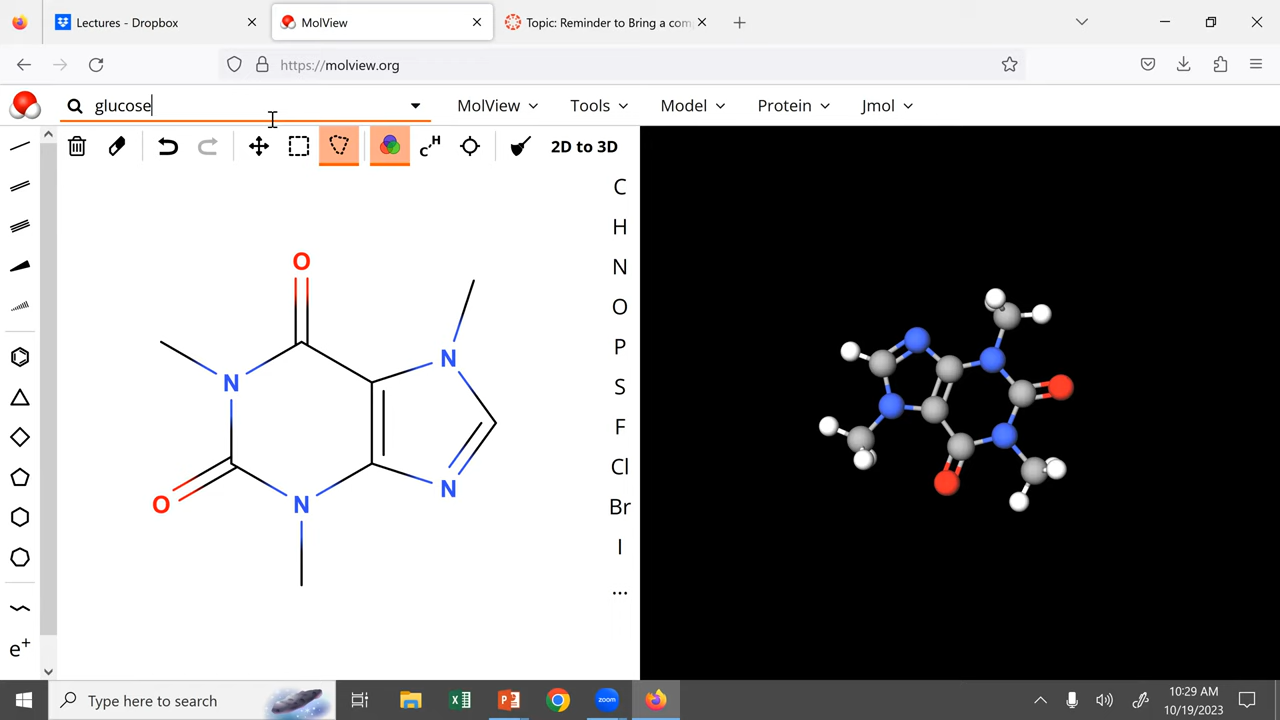 Lectures - Dropbox
MolView
Topic: Reminder to Bring a com
https://molview.org
glucose
MolView
Tools
Model
Protein
Jmol
C H
2D to 3D
C
H
N
O
P
S
F
Cl
Br
I
...
O
N
N
O
N
N
e+
Type here to search
zoom
10:29 AM
10/19/2023